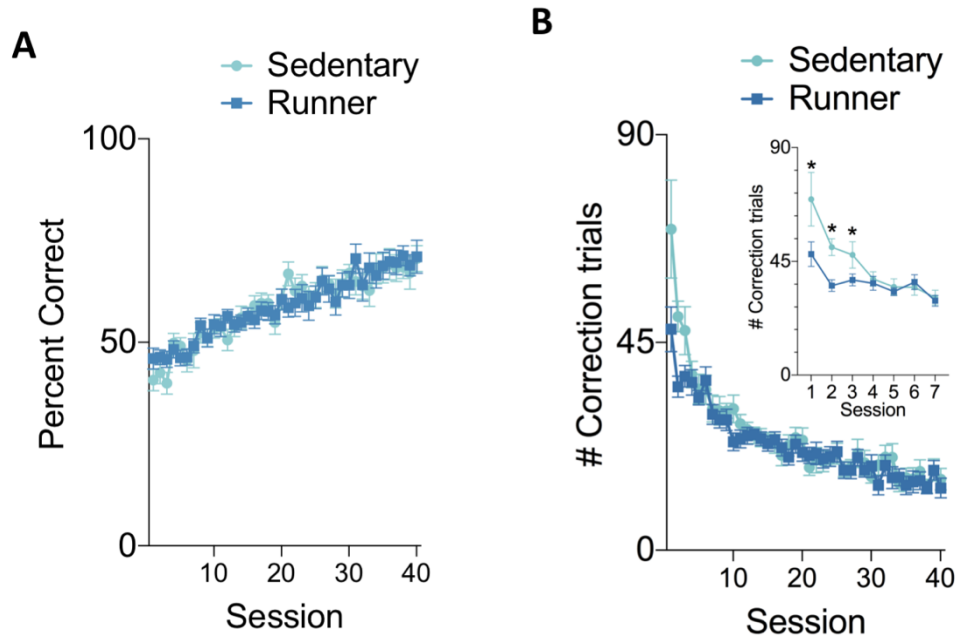 A
Sedentary
Runner
100
50
0
Percent Correct
10 20 30 40
Session
B
Sedentary
Runner
90
45
0
# Correction trials
10 20 30 40
Session
90
45
0
# Correction trials
*
* *
1 2 3 4 5 6 7
Session